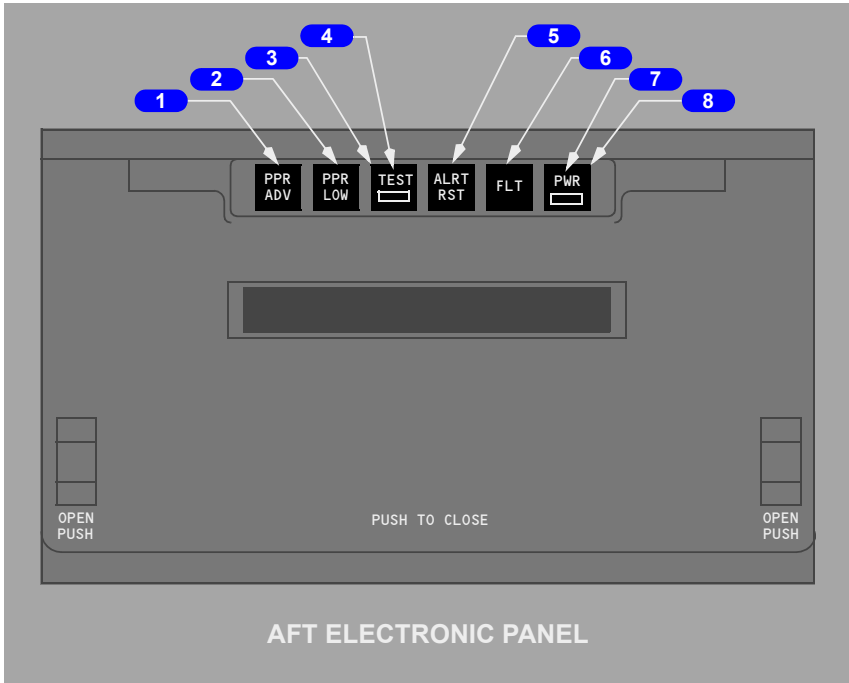 4
5
3
6
2
7
1
8
PPR
ADV
PPR
LOW
TEST
ALRT
RST
FLT
PWR
OPEN
PUSH
PUSH TO CLOSE
OPEN
PUSH
AFT ELECTRONIC PANEL